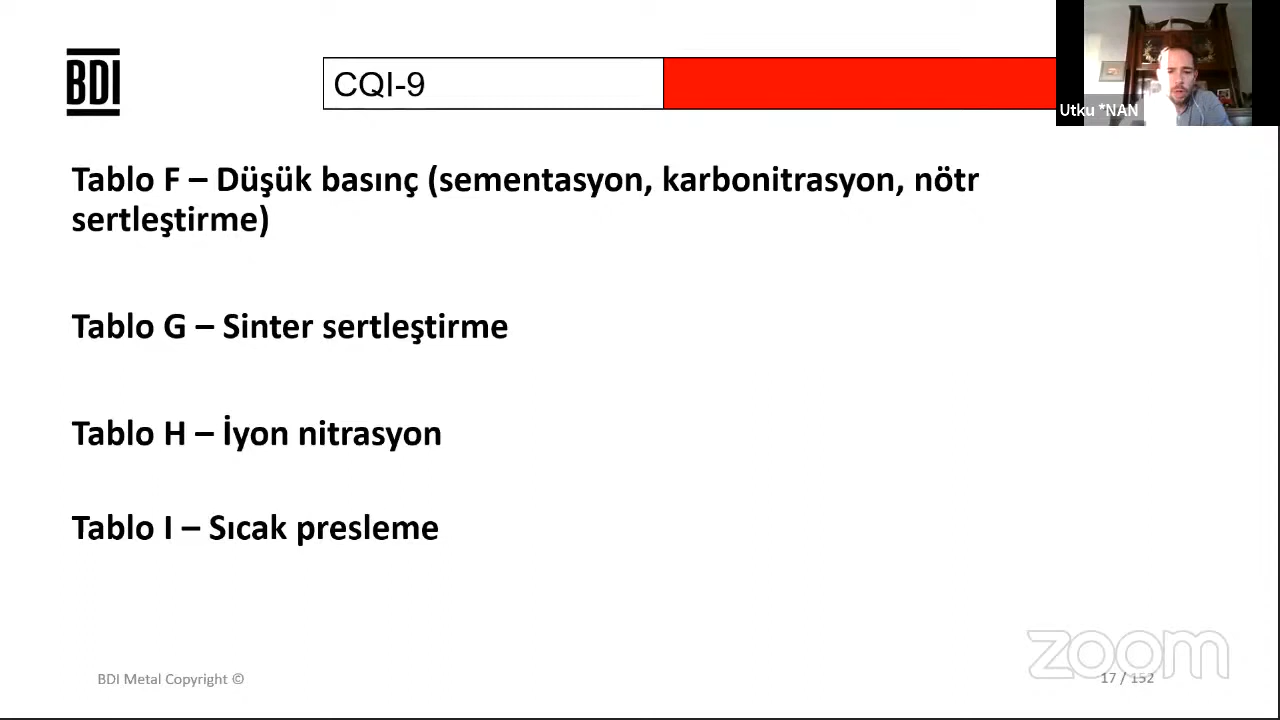 BDI
CQI-9
Utku *NAN
Tablo F – Düşük basınç (sementasyon, karbonitrasyon, nötr
sertleştirme)
Tablo G – Sinter sertleştirme
Tablo H – İyon nitrasyon
Tablo I – Sıcak presleme
zoom
BDI Metal Copyright ©
17 / 152